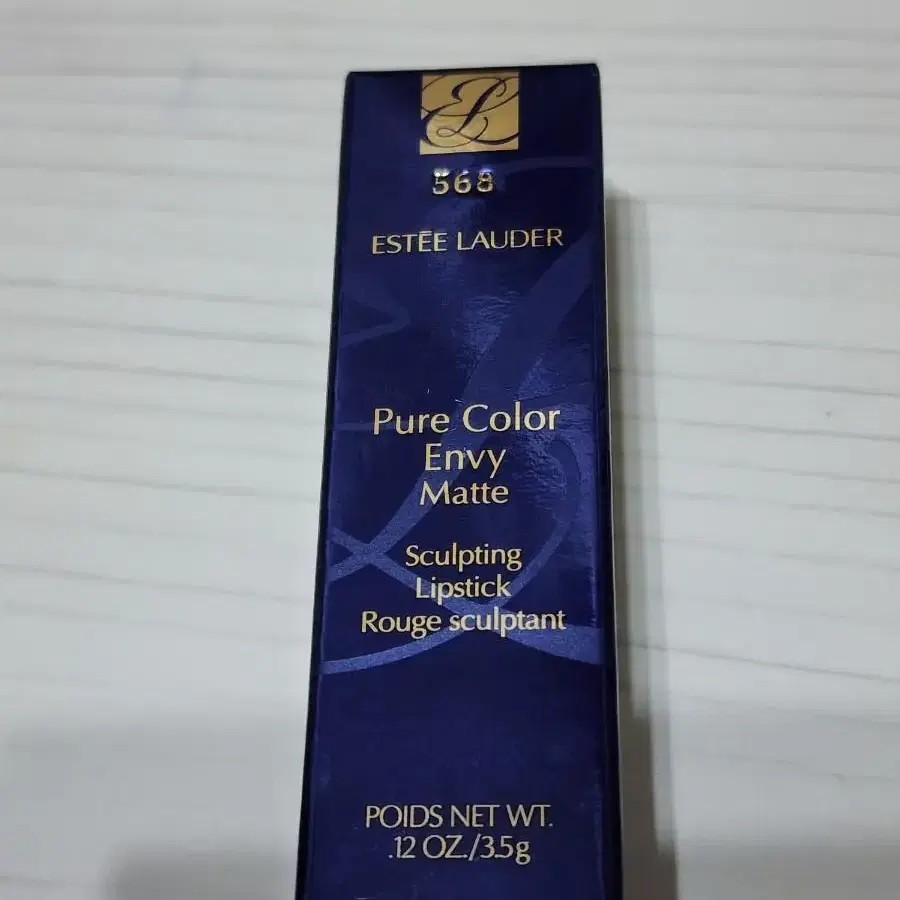 568
ESTĒE LAUDER
Pure Color
Envy
Matte
Sculpting
Lipstick
Rouge sculptant
POIDS NET WT.
.12 OZ./3.5g